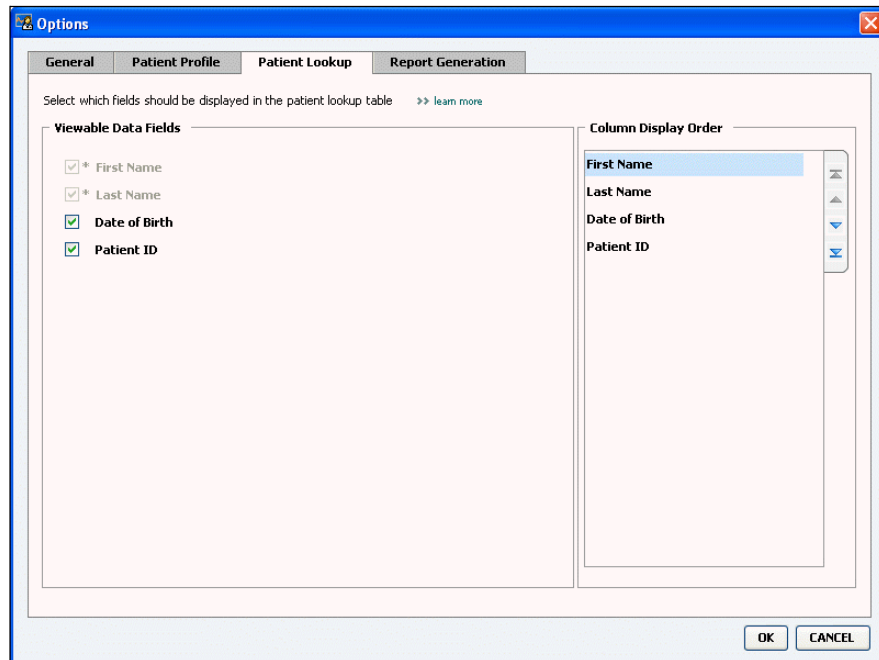 Options
General Patient Profile Patient Lookup Report Generation
Select which fields should be displayed in the patient lookup table >> learn more
Viewable Data Fields
* First Name
* Last Name
Date of Birth
Patient ID
Column Display Order
First Name
Last Name
Date of Birth
Patient ID
OK CANCEL